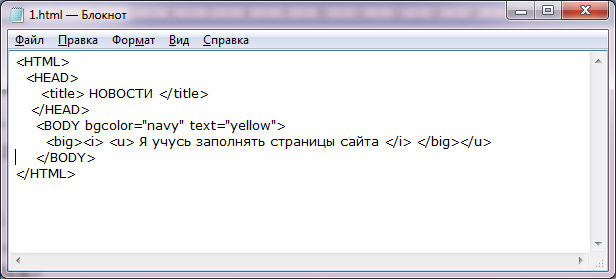 1.html — Блокнот
Файл Правка Формат Вид Справка
<HTML>
<HEAD>
<title> НОВОСТИ </title>
</HEAD>
<BODY bgcolor="navy" text="yellow">
<big><i> <u> Я учусь заполнять страницы сайта </i> </big></u>
</BODY>
</HTML>